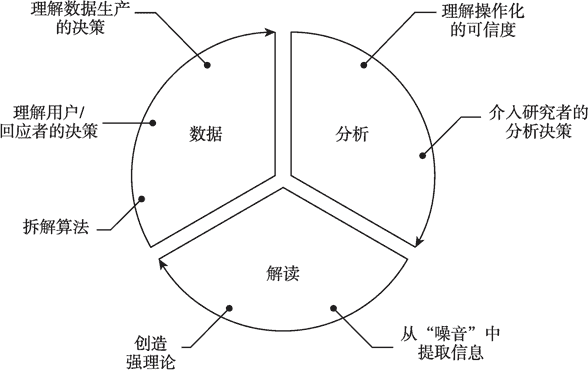 理解数据生产
的决策
理解用户/
回应者的决策
拆解算法
数据
理解操作化
的可信度
介入研究者的
分析决策
分析
解读
创造
强理论
从“噪音”中
提取信息